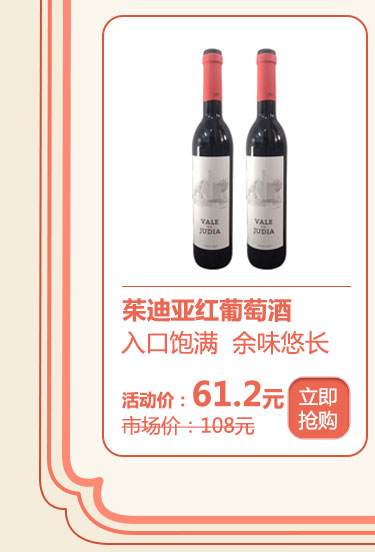 VALE
JUDIA
VALE
JUDIA
茱迪亚红葡萄酒
入口饱满 余味悠长
活动价：61.2元
市场价：108元
立即
抢购